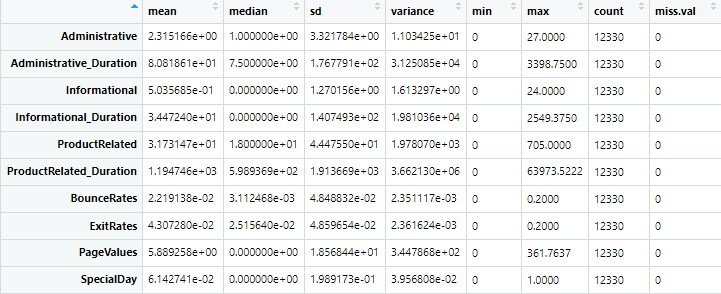 mean median sd variance min max count miss.val
Administrative 2.315166e+00 1.000000e+00 3.321784e+00 1.103425e+01 0 27.0000 12330 0
Administrative_Duration 8.081861e+01 7.500000e+00 1.767791e+02 3.125085e+04 0 3398.7500 12330 0
Informational 5.035685e-01 0.000000e+00 1.270156e+00 1.613297e+00 0 24.0000 12330 0
Informational_Duration 3.447240e+01 0.000000e+00 1.407493e+02 1.981036e+04 0 2549.3750 12330 0
ProductRelated 3.173147e+01 1.800000e+01 4.447550e+01 1.978070e+03 0 705.0000 12330 0
ProductRelated_Duration 1.194746e+03 5.989369e+02 1.913669e+03 3.662130e+06 0 63973.5222 12330 0
BounceRates 2.219138e-02 3.112468e-03 4.848832e-02 2.351117e-03 0 0.2000 12330 0
ExitRates 4.307280e-02 2.515640e-02 4.859654e-02 2.361624e-03 0 0.2000 12330 0
PageValues 5.889258e+00 0.000000e+00 1.856844e+01 3.447868e+02 0 361.7637 12330 0
SpecialDay 6.142741e-02 0.000000e+00 1.989173e-01 3.956808e-02 0 1.0000 12330 0